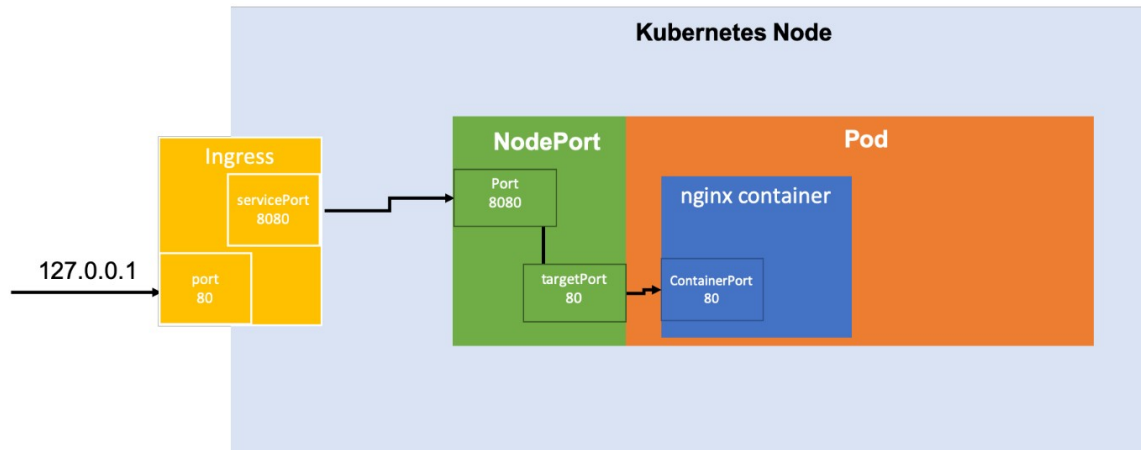 Kubernetes Node
Ingress
servicePort
8080
127.0.0.1
port
80
NodePort
Port
8080
targetPort
80
Pod
nginx container
ContainerPort
80